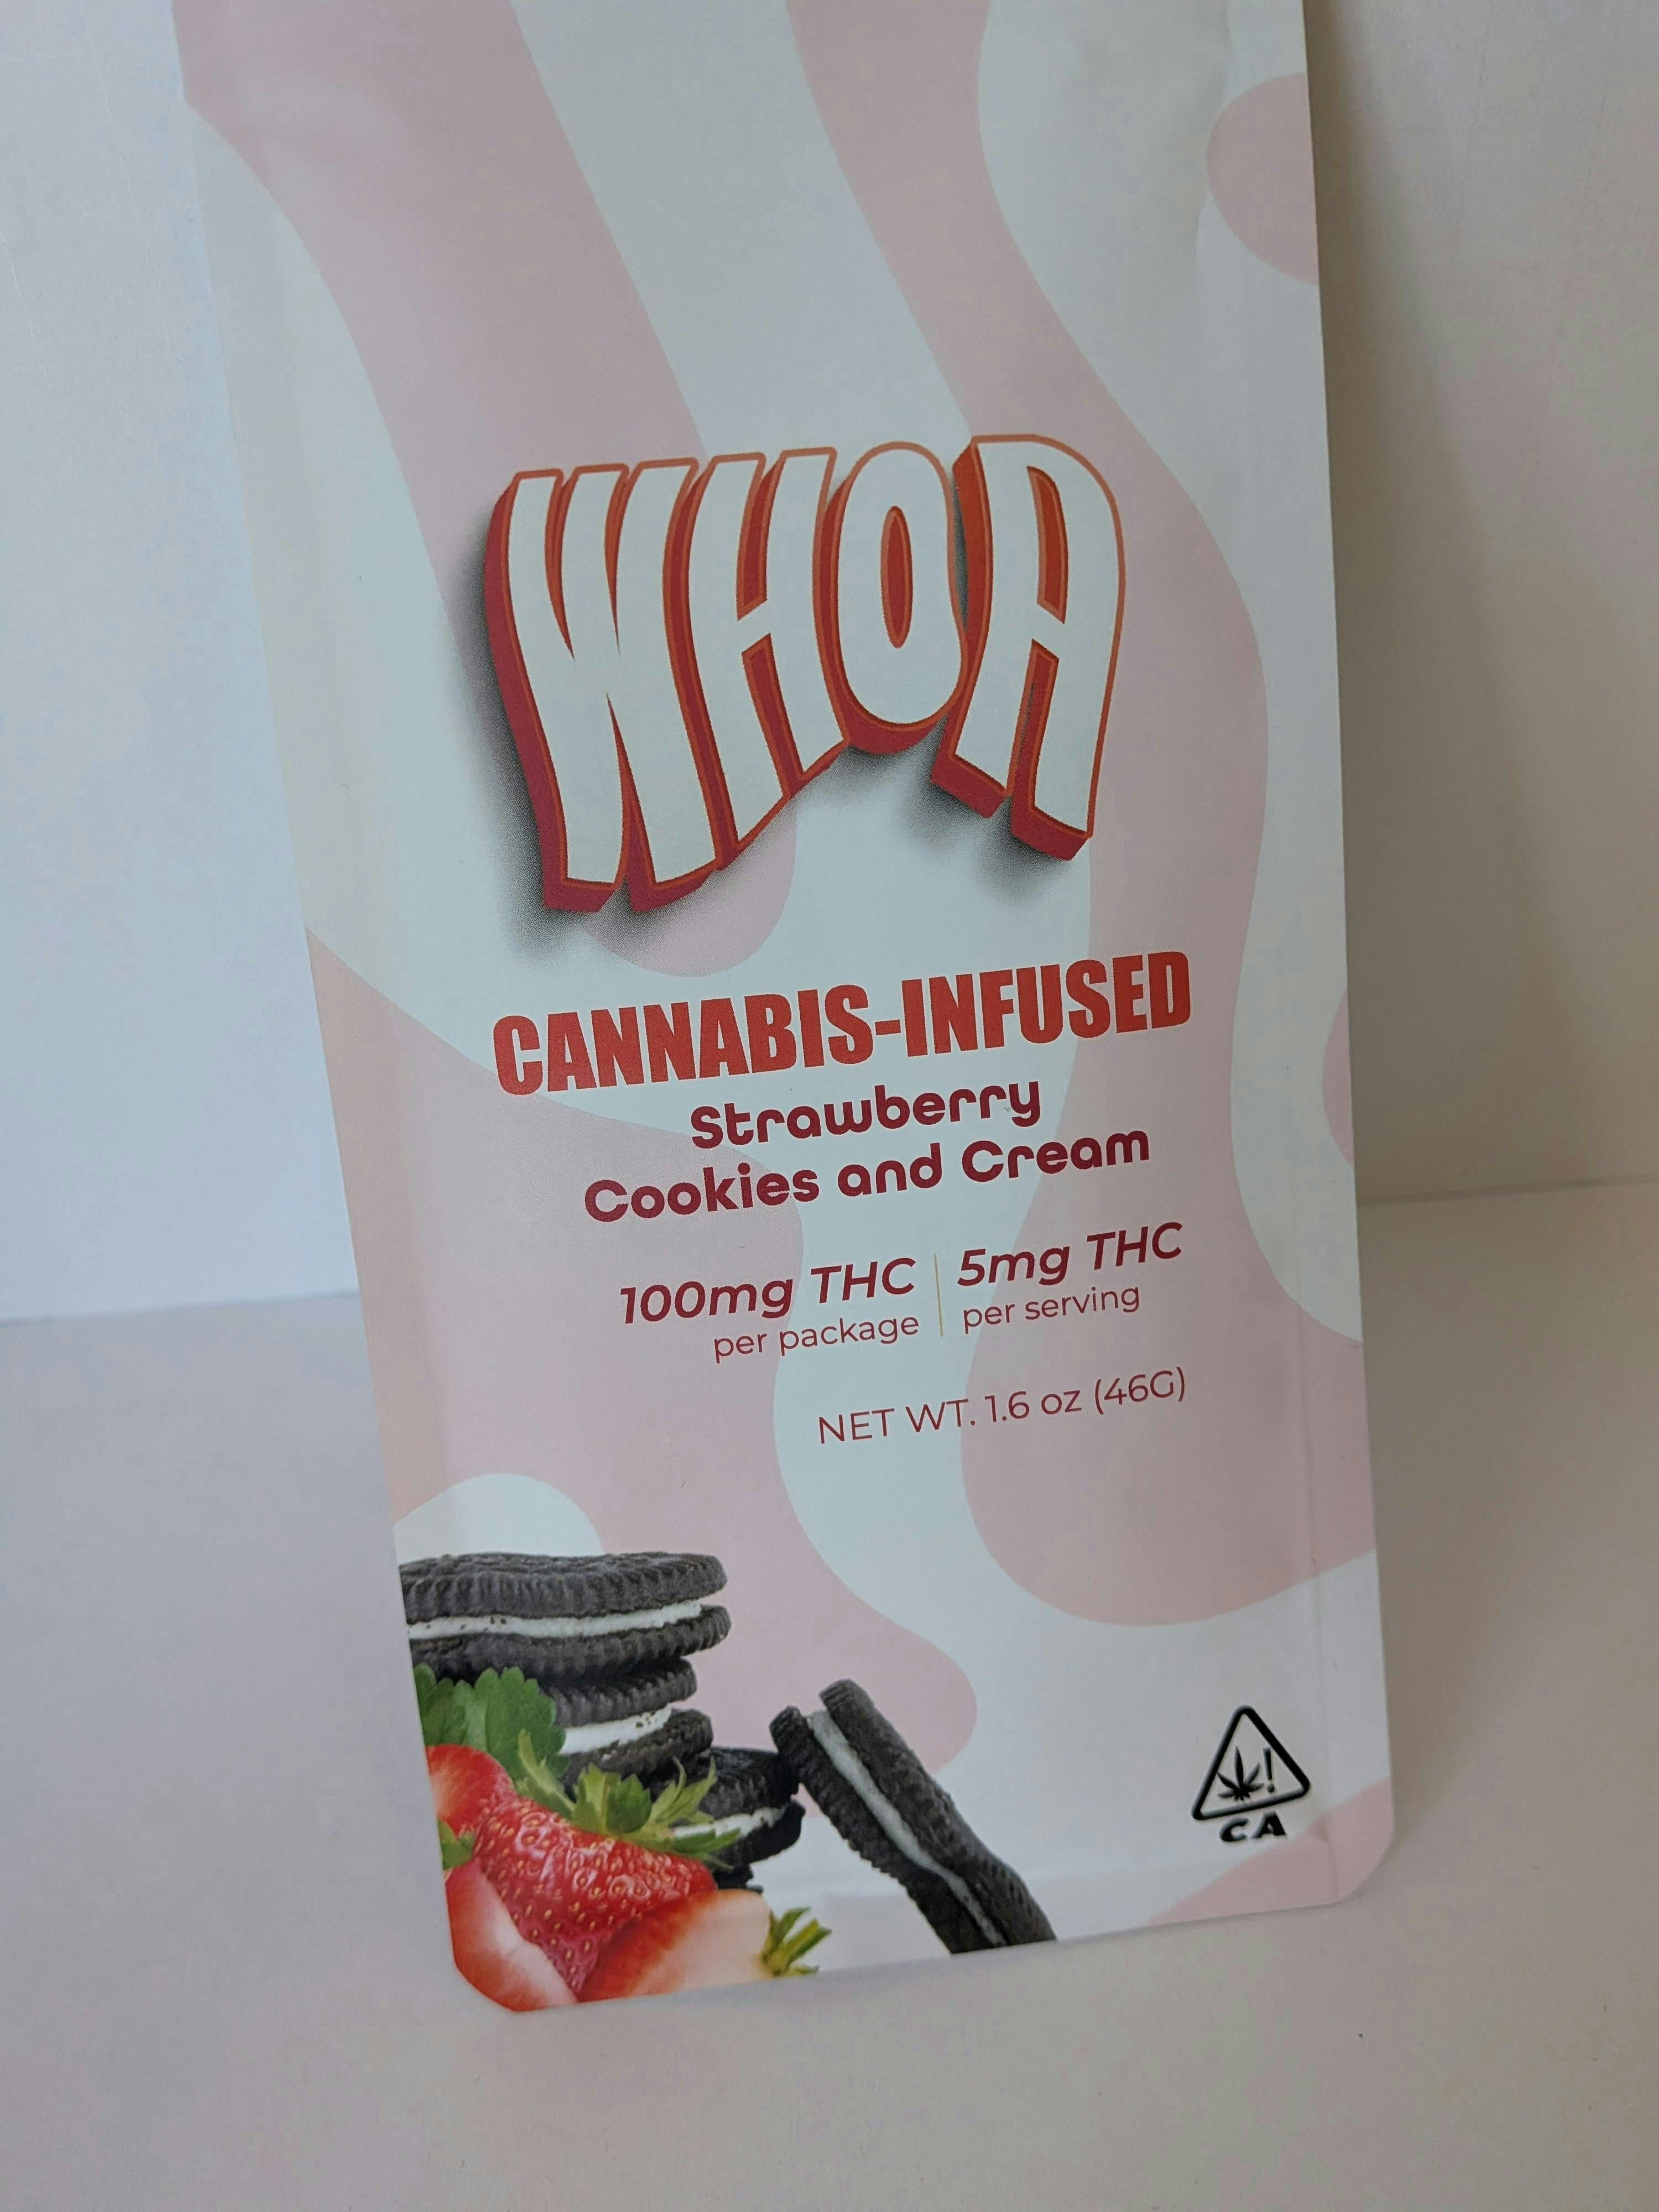 WHOA
CANNABIS-INFUSED
Strawberry
Cookies and Cream
100mg THC
per package
5mg THC
per serving
NET WT. 1.6 oz (46G)
!
CA